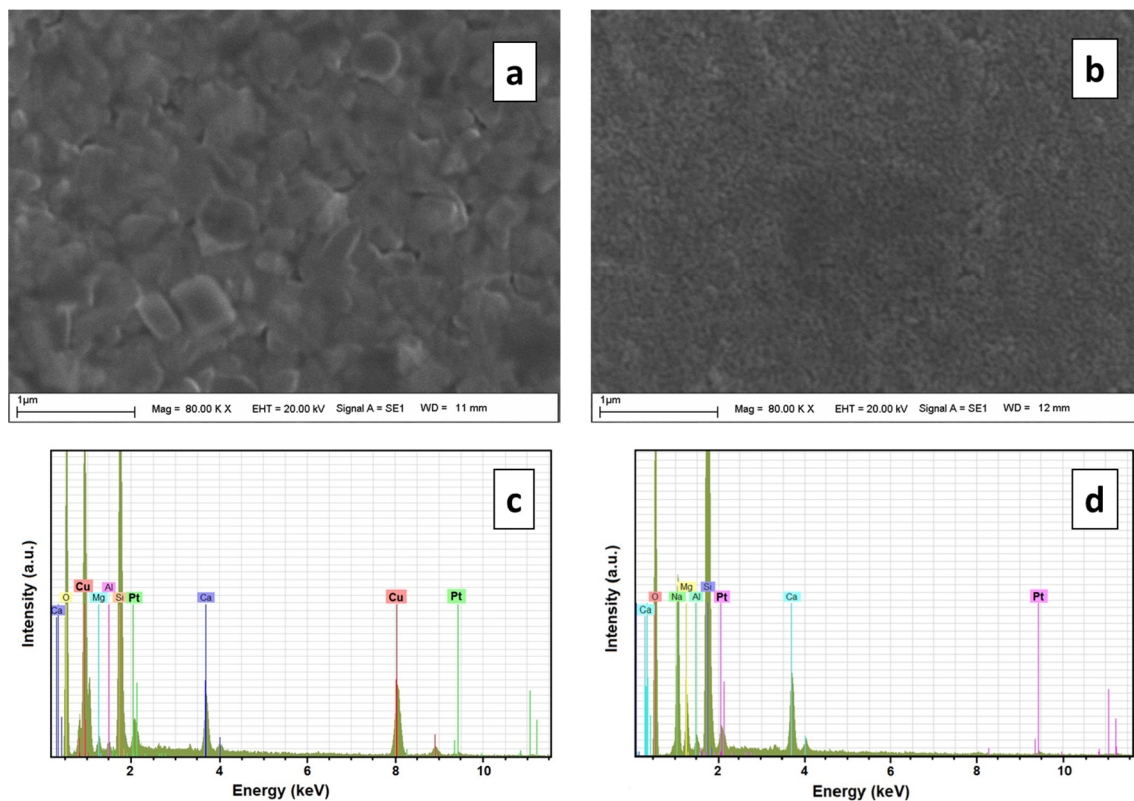 a
1µm
Mag = 80.00 K X EHT = 20.00 kV Signal A = SE1 WD = 11 mm
b
1µm
Mag = 80.00 K X EHT = 20.00 kV Signal A = SE1 WD = 12 mm
c
Intensity (a.u.)
Ca
O
Cu
Mg
Al
Si
Pt
Ca
Cu
Pt
2 4 6 8 10
Energy (keV)
d
Intensity (a.u.)
Ca
O
Na
Mg
Al
Si
Pt
Ca
Pt
2 4 6 8 10
Energy (keV)